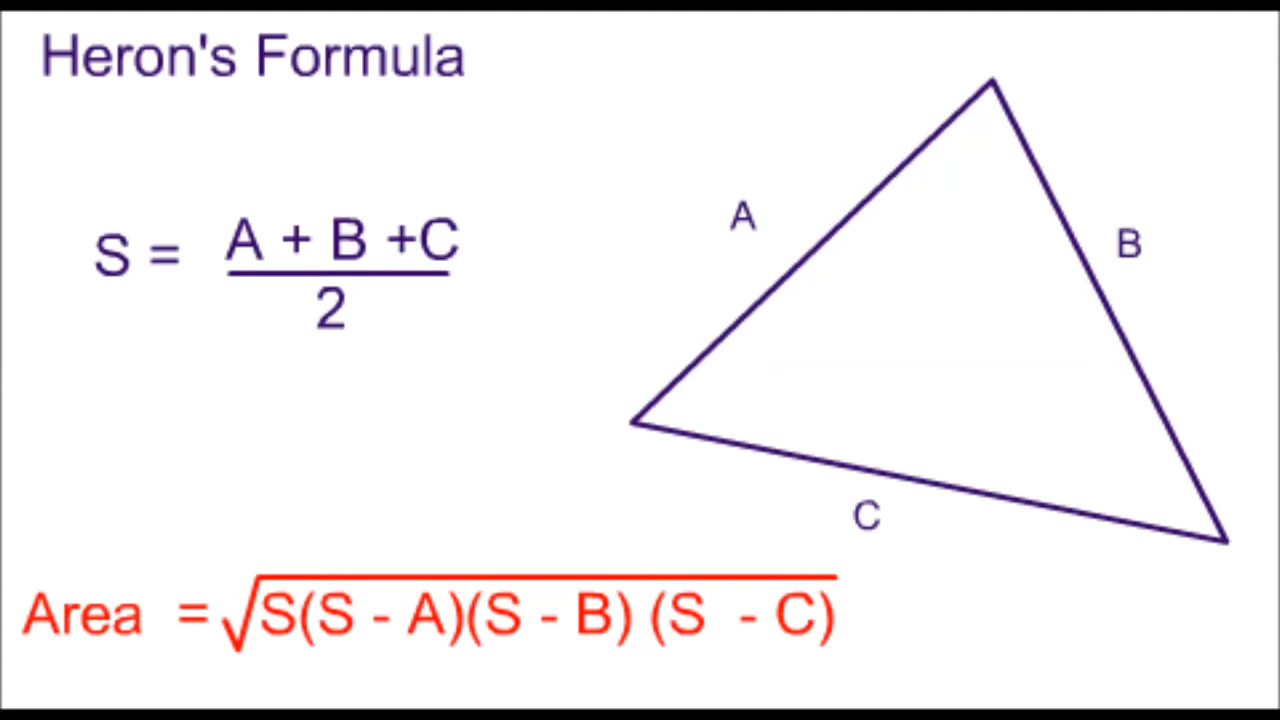 Heron's Formula
A
B
S = A + B +C
2
C
Area = √S(S - A)(S - B) (S - C)